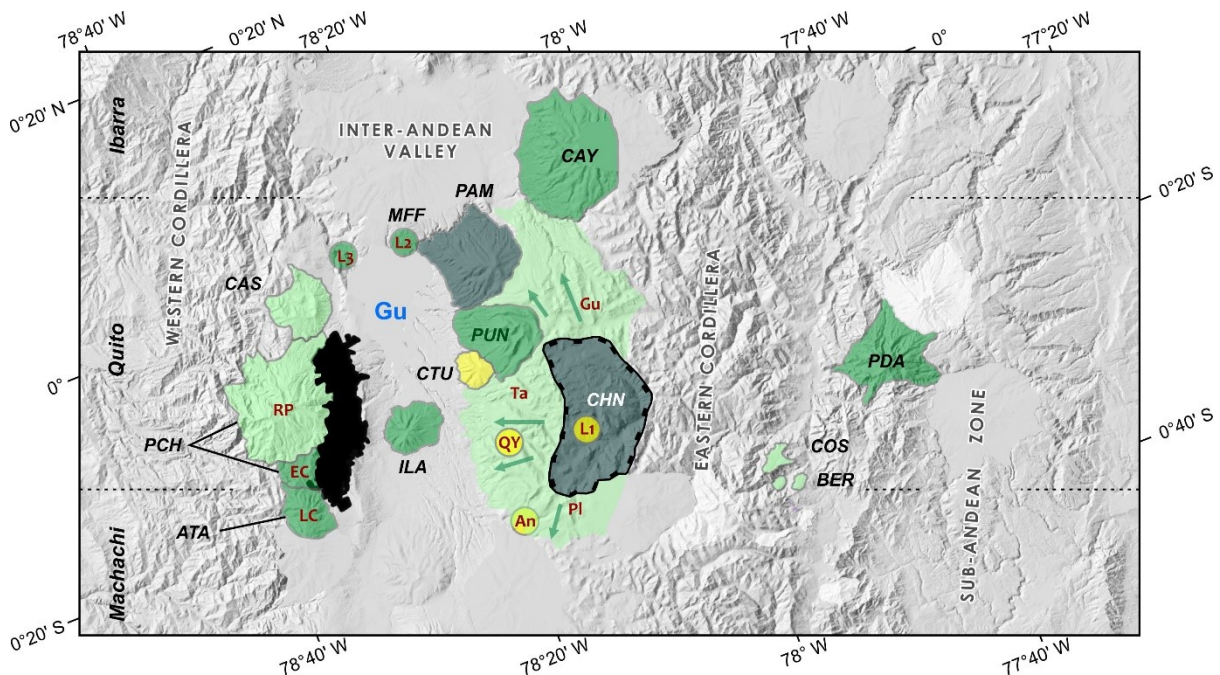 78°40' W
0°20' N
78°20' W
78° W
77°40' W
0°
77°20' W
0°20' N
Ibarra
WESTERN CORDILLERA
INTER-ANDEAN
VALLEY
CAY
0°20' S
PAM
MFF
L2
L3
CAS
Gu
Gu
EASTERN CORDILLERA
PUN
PDA
Quito
0°
CTU
Ta
CHN
RP
L1
QY
PCH
ILA
COS
0°40' S
EC
BER
SUB-ANDEAN ZONE
LC
An
Pl
ATA
Machachi
0°20' S
78°40' W
78°20' W
78° W
77°40' W